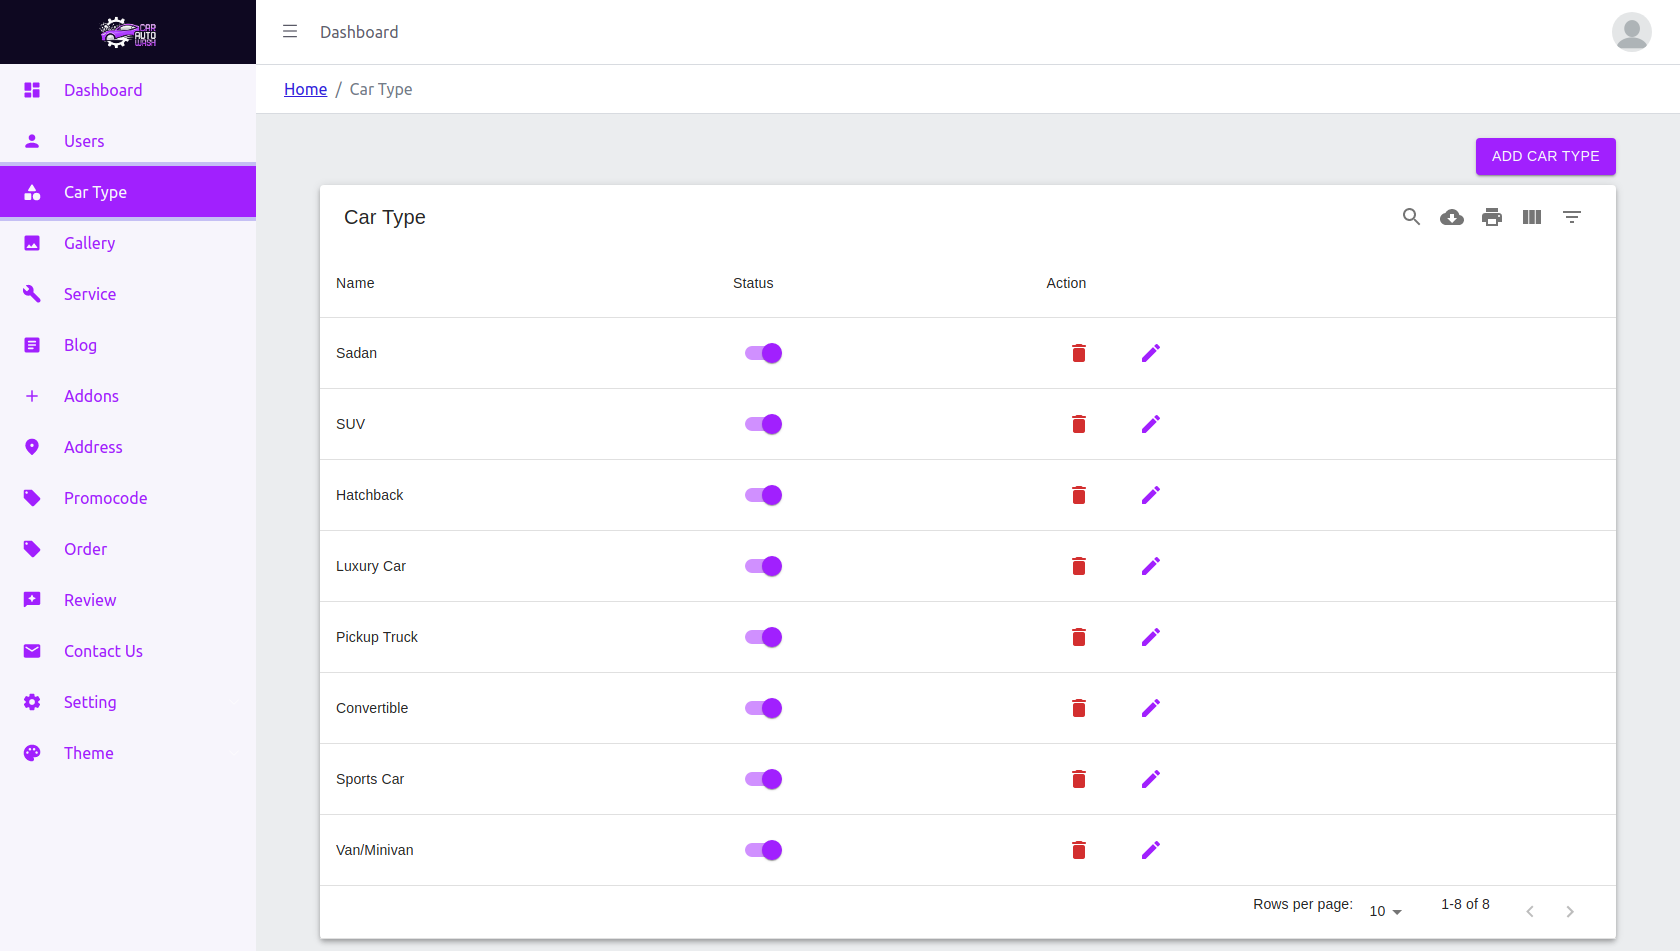 CAR
AUTO
WASH
Dashboard
Dashboard
Home / Car Type
Users
Car Type
Gallery
Service
Blog
Addons
Address
Promocode
Order
Review
Contact Us
Setting
Theme
ADD CAR TYPE
Car Type
Name Status Action
Sadan
SUV
Hatchback
Luxury Car
Pickup Truck
Convertible
Sports Car
Van/Minivan
Rows per page: 10 1-8 of 8